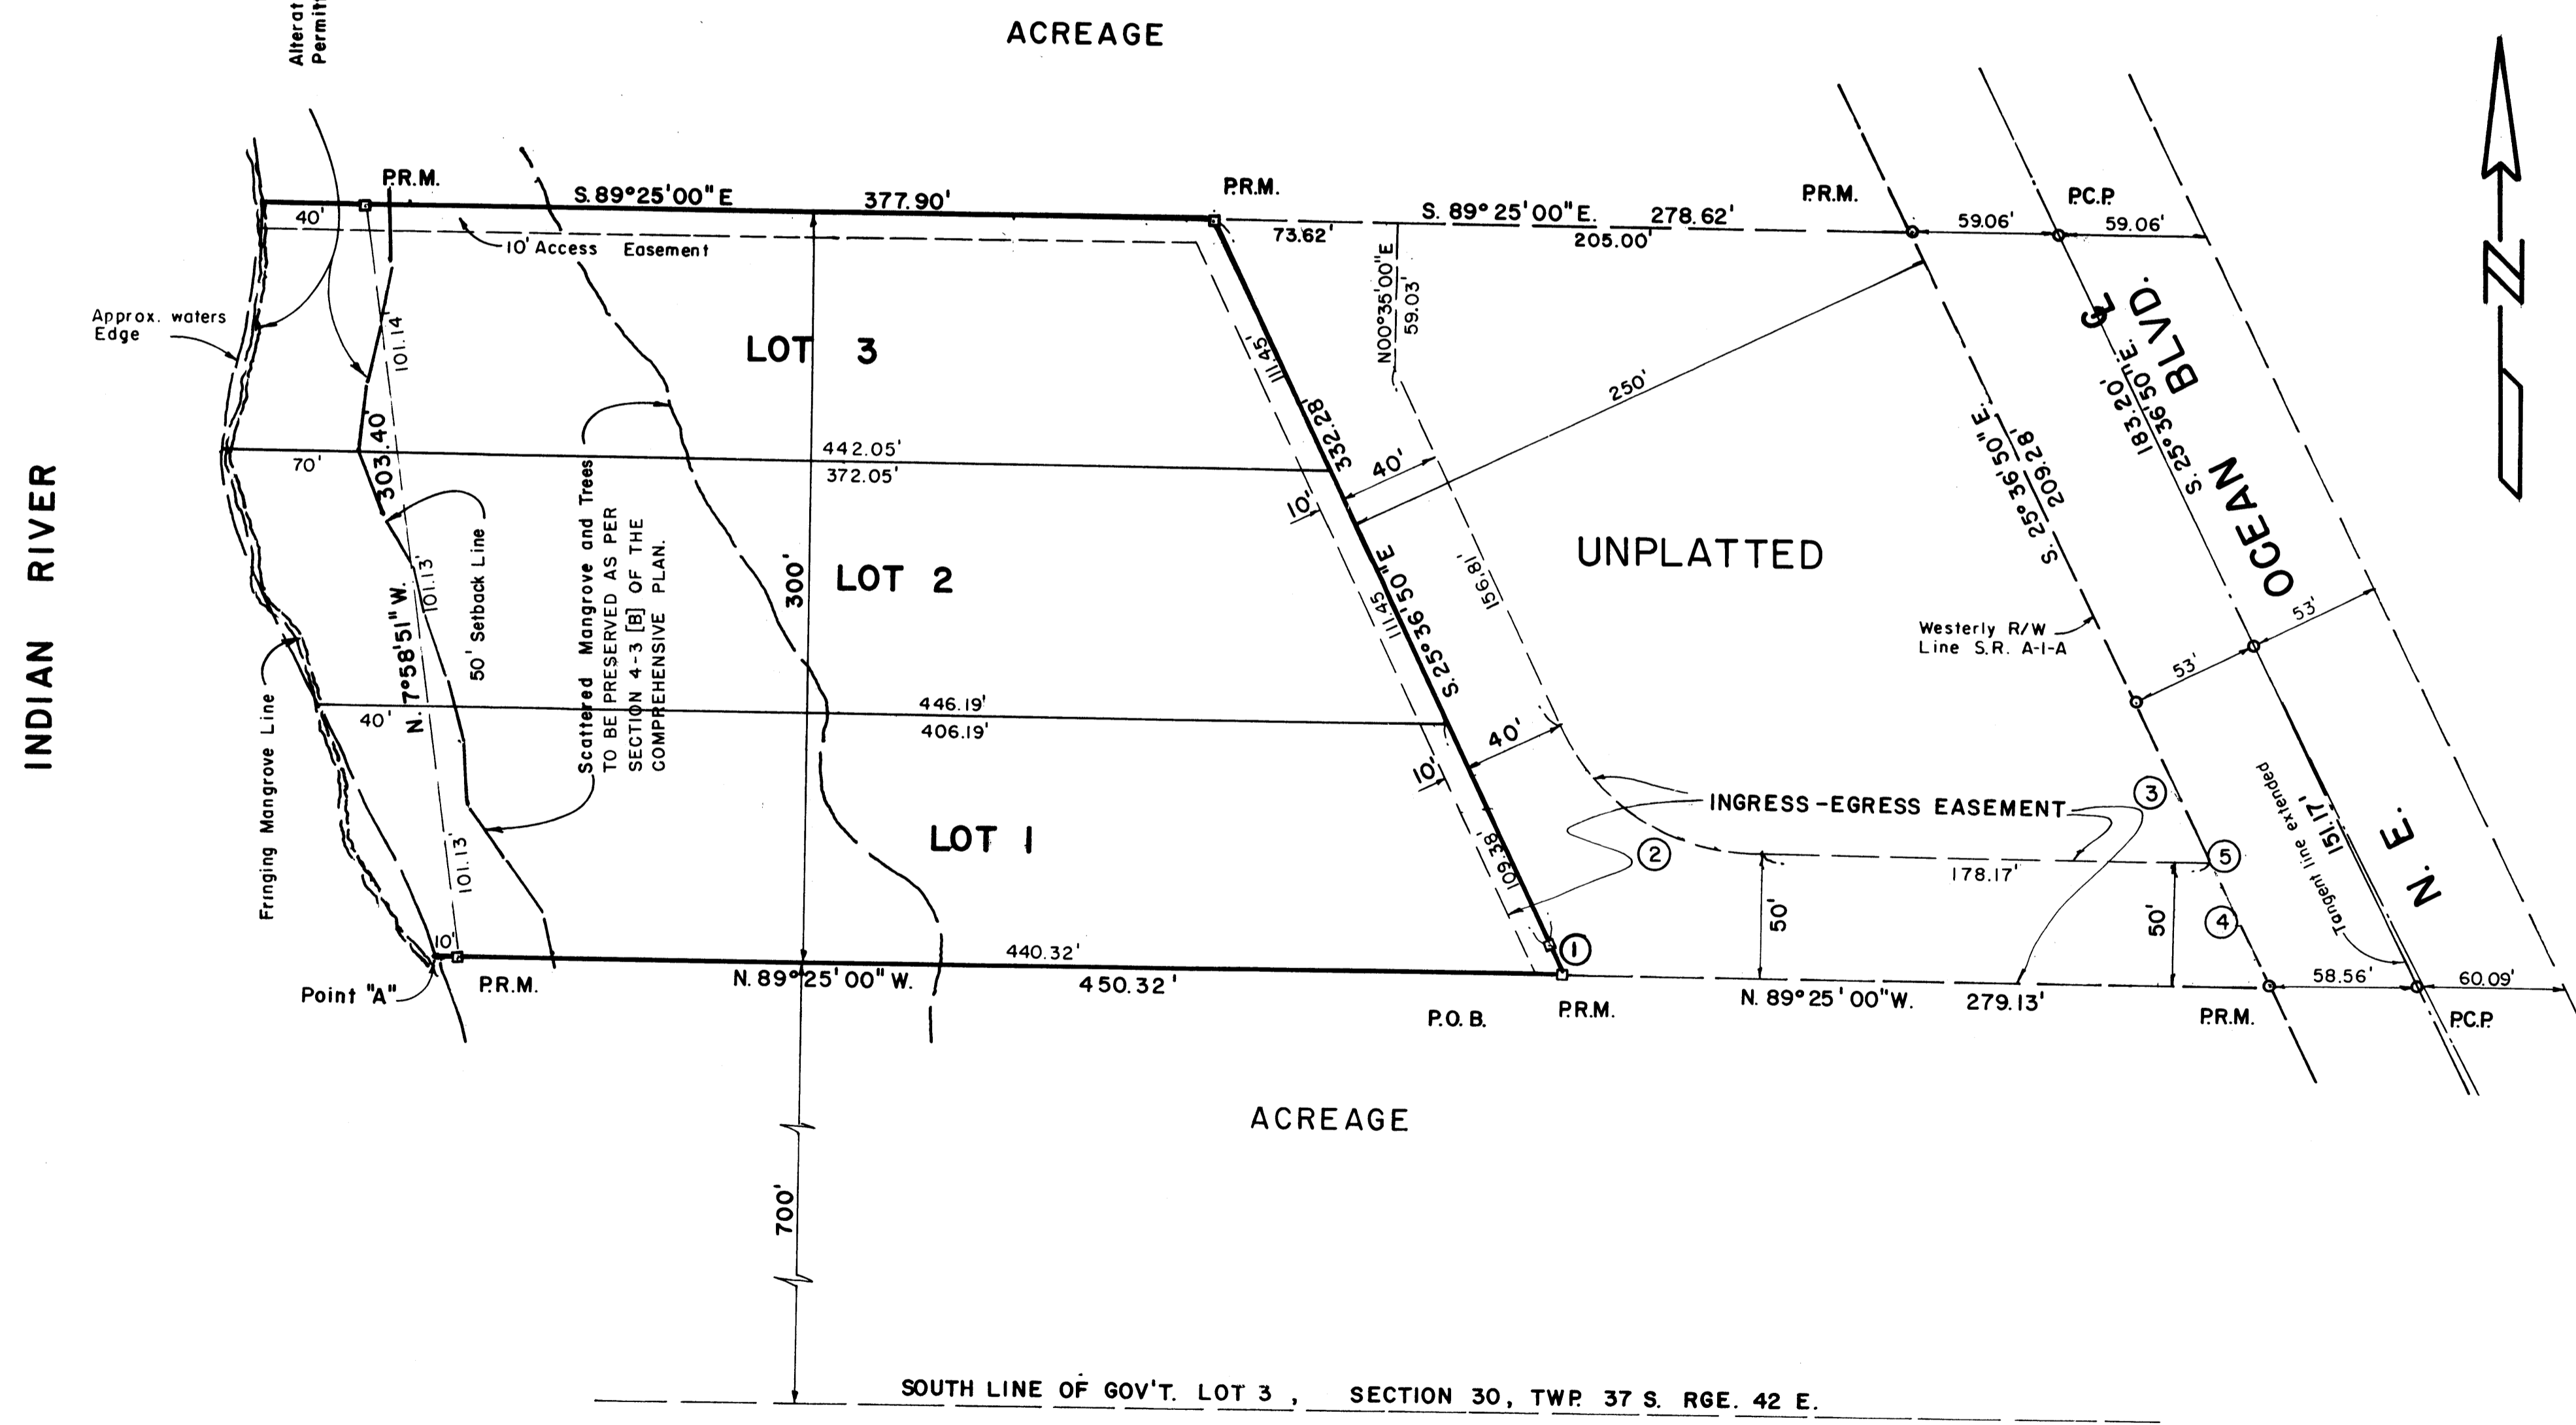 Alterat
Permit
ACREAGE
P.R.M.
S. 89°25'00" E
377.90'
P.R.M.
S. 89° 25' 00" E.
278.62'
P.R.M.
P.C.P.
40'
10' Access Easement
73.62'
205.00'
59.06'
59.06'
N00°35'00"E
59.03'
Approx. waters
Edge
101.14'
LOT 3
111.45'
332.28'
250'
℄
S. 25° 36' 50" E.
183.20'
S. 25° 36' 50" E.
209.28'
OCEAN BLVD.
N. E.
303.40'
70'
442.05'
372.05'
40'
10'
INDIAN RIVER
N. 7°58'51" W.
101.13'
50' Setback Line
Scattered Mangrove and Trees
TO BE PRESERVED AS PER
SECTION 4-3 [B] OF THE
COMPREHENSIVE PLAN.
300'
LOT 2
111.45'
S. 25° 36' 50" E
156.81'
UNPLATTED
Westerly R/W
Line S.R. A-1-A
53'
53'
Fringing Mangrove Line
40'
446.19'
406.19'
40'
10'
INGRESS-EGRESS EASEMENT
3
Tangent line extended
151.17'
101.13'
LOT 1
109.38'
2
178.17'
5
50'
50'
4
10'
440.32'
1
Point "A"
P.R.M.
N. 89°25'00" W.
450.32'
P.O.B.
P.R.M.
N. 89° 25' 00" W.
279.13'
P.R.M.
58.56'
60.09'
P.C.P.
ACREAGE
700'
SOUTH LINE OF GOV'T. LOT 3 , SECTION 30, TWP. 37 S. RGE. 42 E.